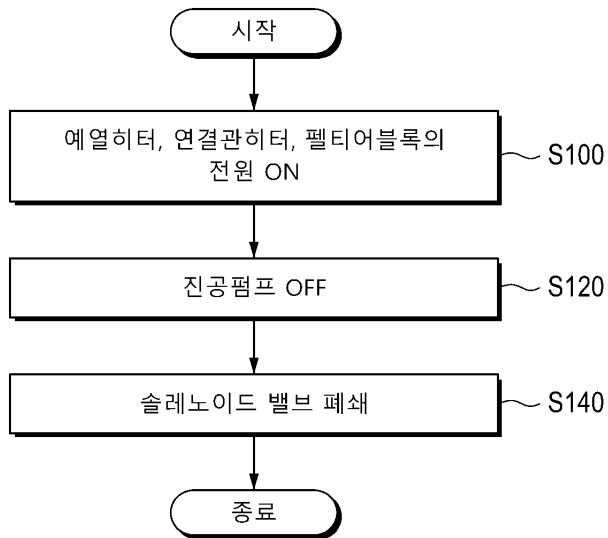 시작
예열히터, 연결관히터, 펠티어블록의
전원 ON
S100
진공펌프 OFF
S120
솔레노이드 밸브 폐쇄
S140
종료